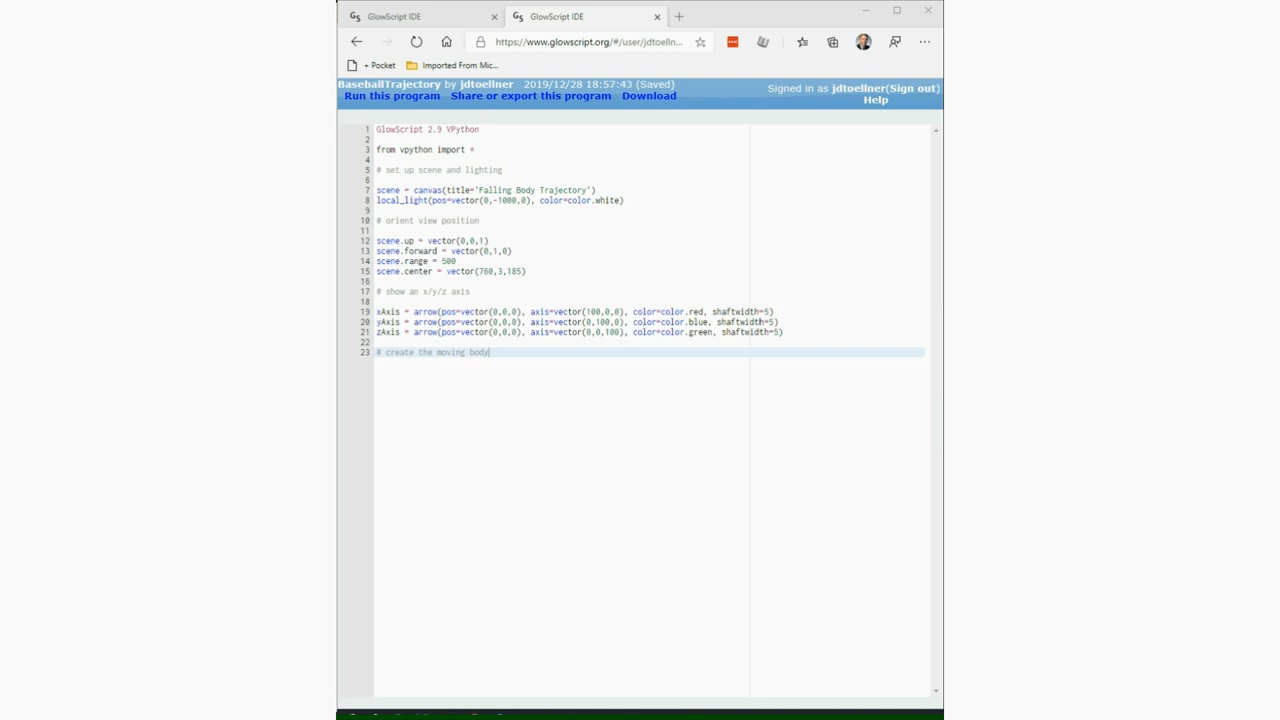 GlowScript IDE
GlowScript IDE
https://www.glowscript.org/#/user/jdtoelln...
+ Pocket Imported From Mic...
BaseballTrajectory by jdtoellner 2019/12/28 18:57:43 (Saved)
Signed in as jdtoellner(Sign out)
Run this program Share or export this program Download
Help
1 GlowScript 2.9 VPython
2
3 from vpython import *
4
5 # set up scene and lighting
6
7 scene = canvas(title='Falling Body Trajectory')
8 local_light(pos=vector(0,-1000,0), color=color.white)
9
10 # orient view position
11
12 scene.up = vector(0,0,1)
13 scene.forward = vector(0,1,0)
14 scene.range = 500
15 scene.center = vector(760,3,185)
16
17 # show an x/y/z axis
18
19 xAxis = arrow(pos=vector(0,0,0), axis=vector(100,0,0), color=color.red, shaftwidth=5)
20 yAxis = arrow(pos=vector(0,0,0), axis=vector(0,100,0), color=color.blue, shaftwidth=5)
21 zAxis = arrow(pos=vector(0,0,0), axis=vector(0,0,100), color=color.green, shaftwidth=5)
22
23 # create the moving body